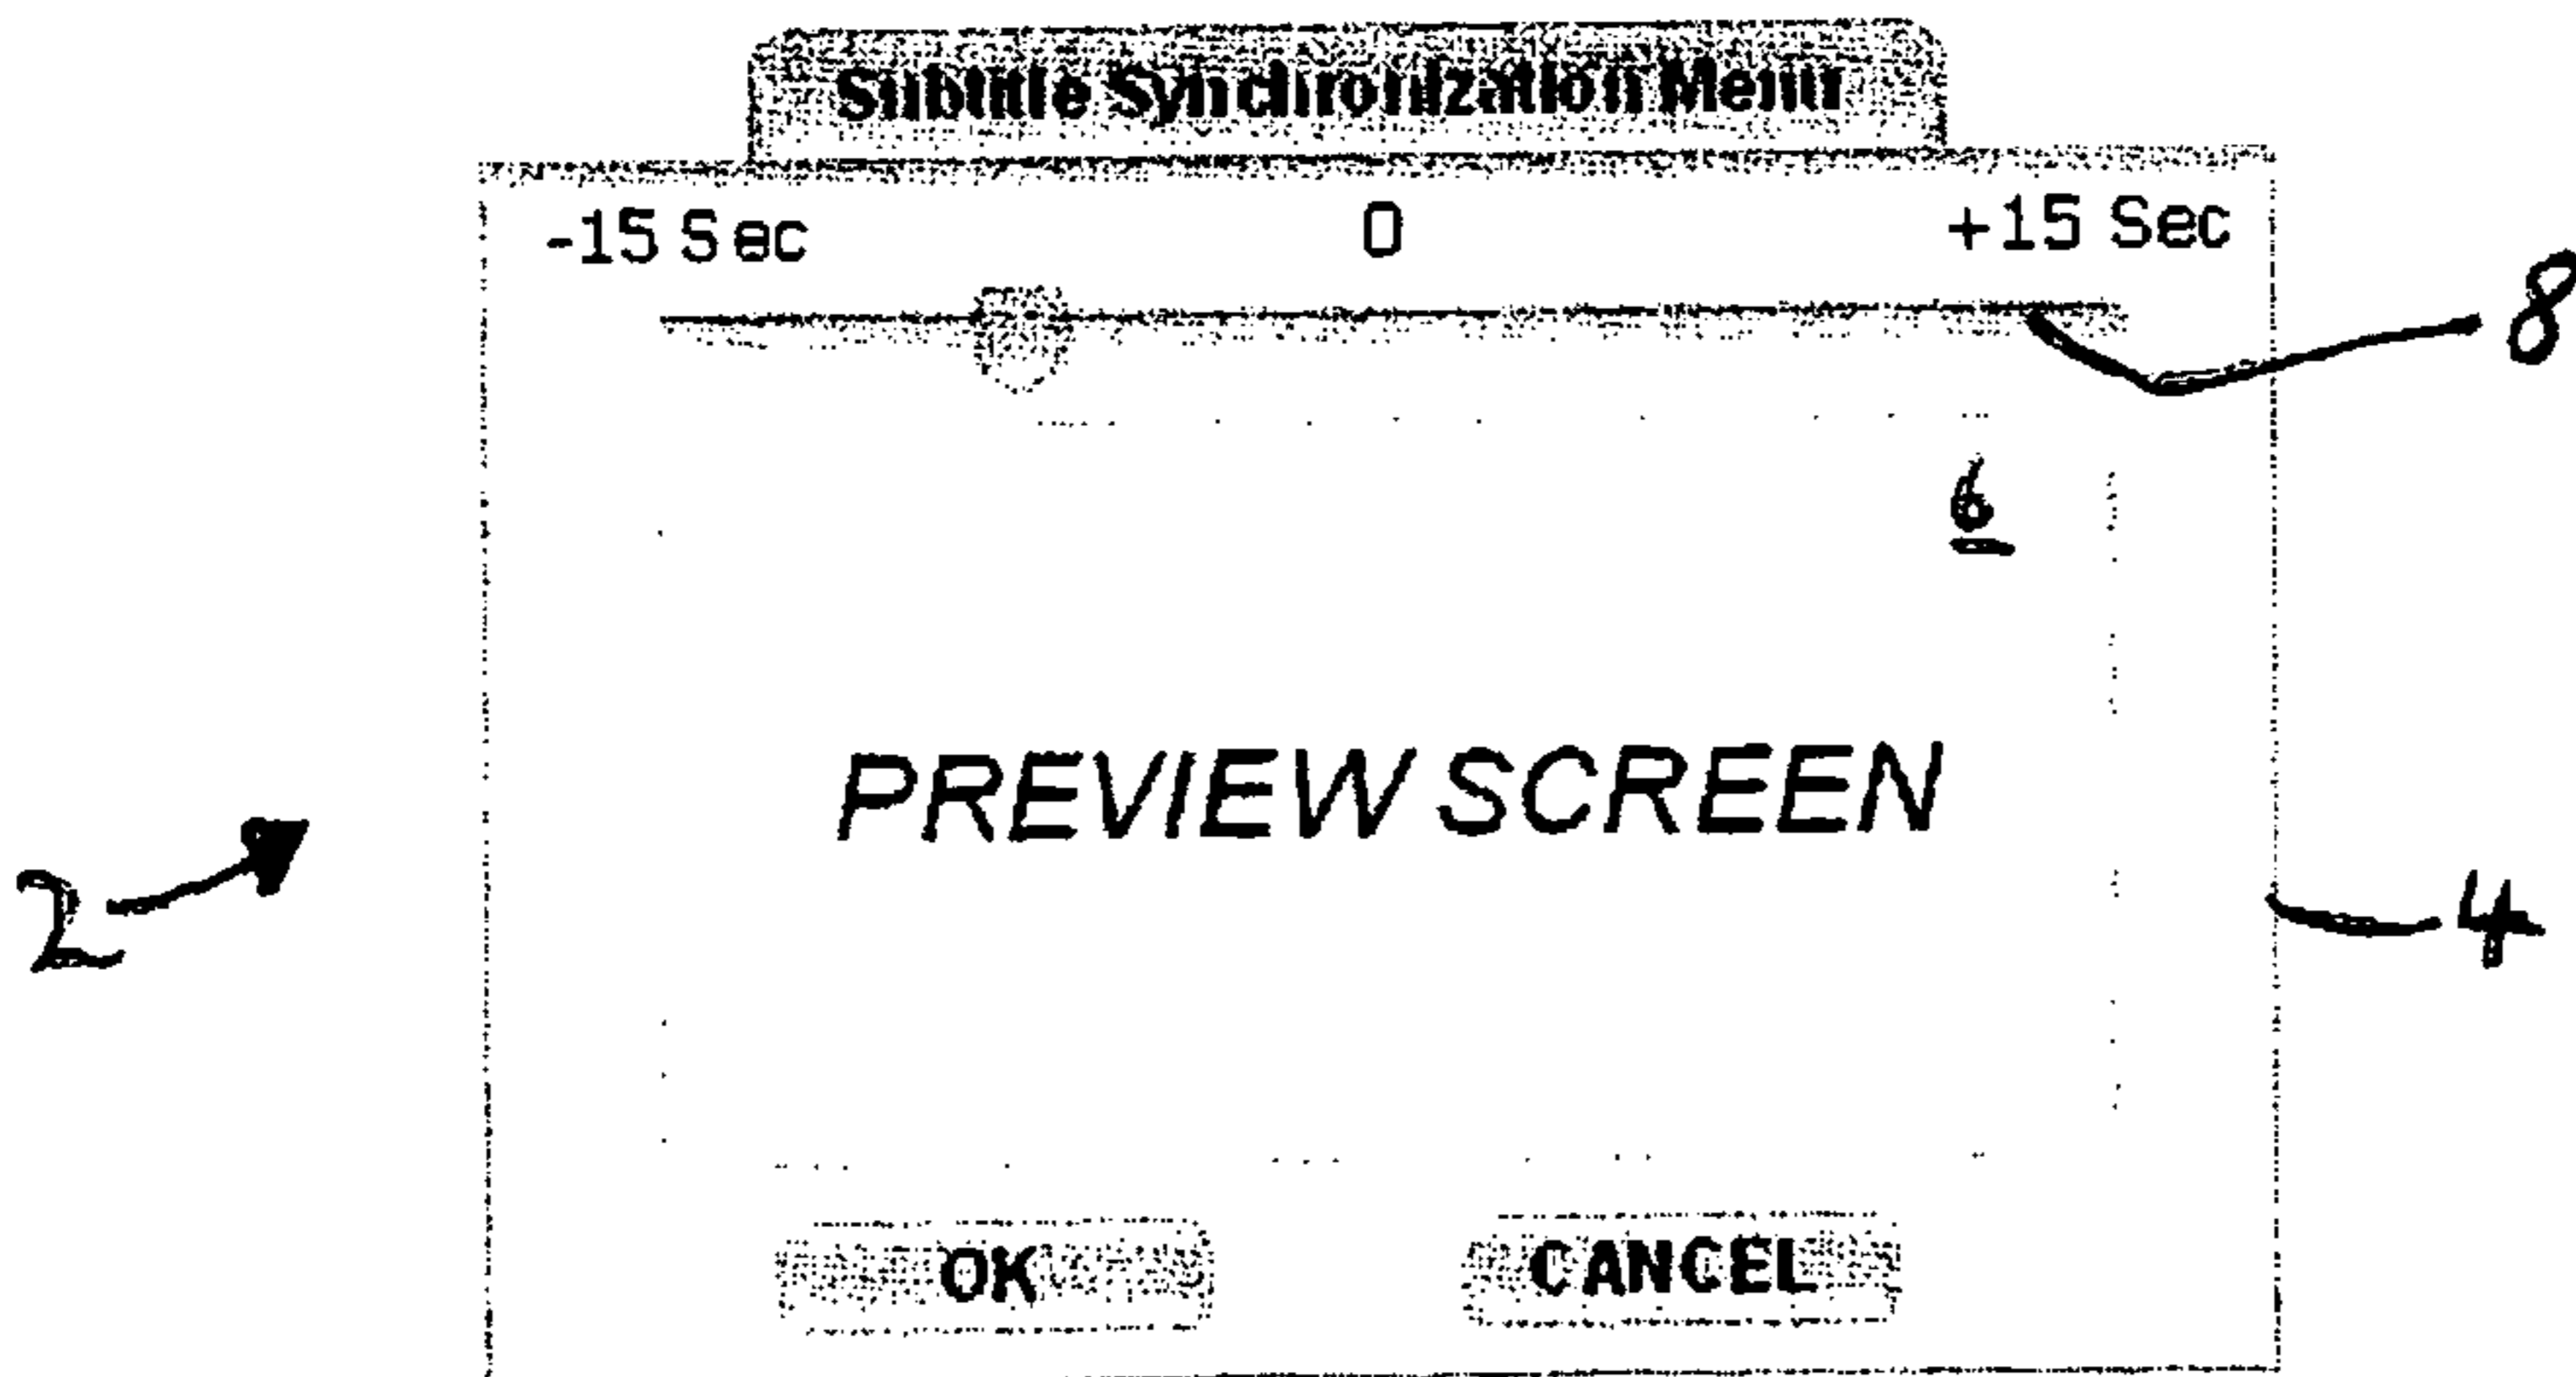 Subtitle Synchronization Menu
-15 Sec 0 +15 Sec
8
6
PREVIEW SCREEN
2
4
OK CANCEL